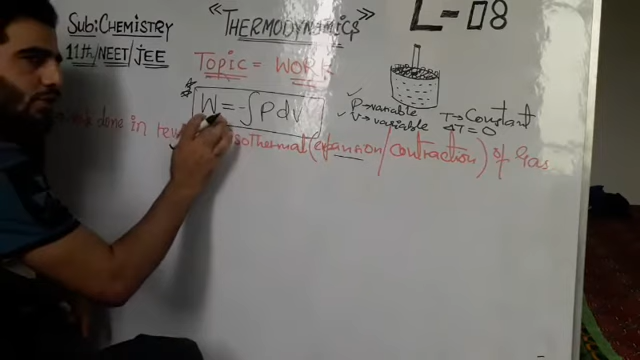 Sub: CHEMISTRY
11th/NEET/JEE
« THERMODYNAMICS »
L-08
TOPIC = WORK
W = -∫PdV
P→variable
V→variable
T→Constant
ΔT=0
done in isothermal (expansion/contraction) of Gas